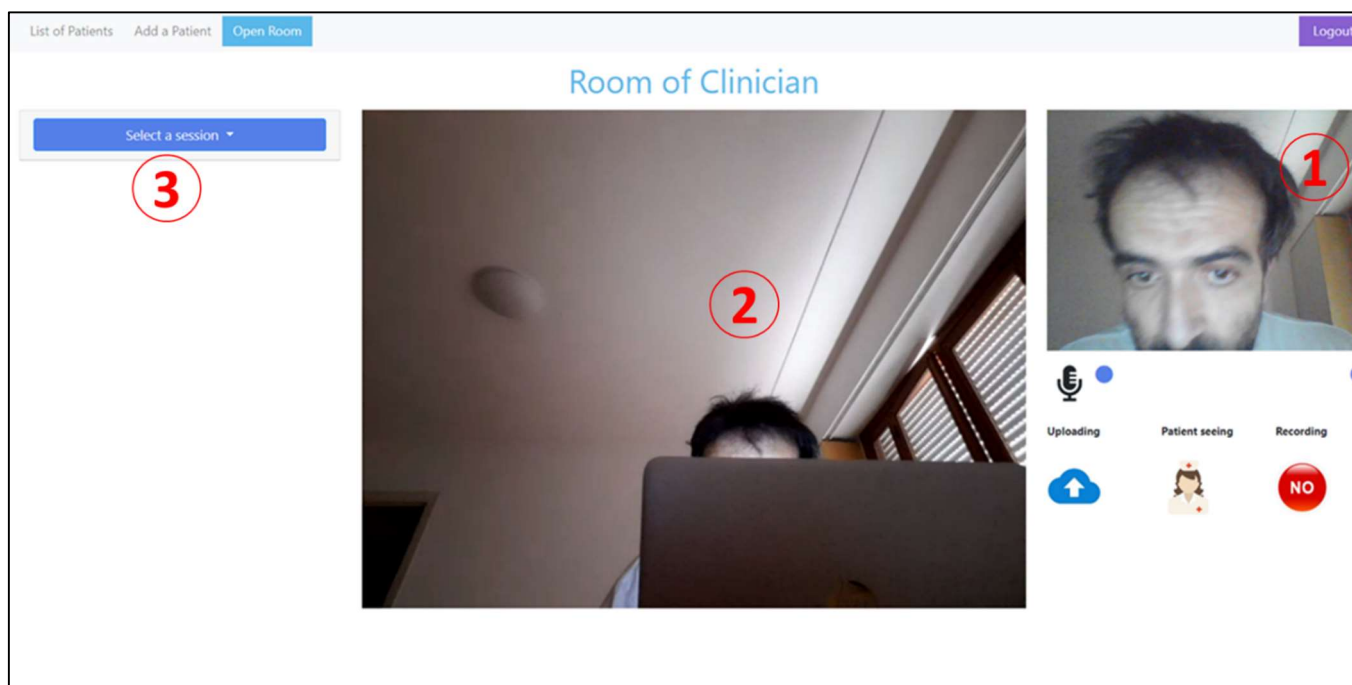 List of Patients Add a Patient Open Room Logout
Room of Clinician
Select a session
3
2
1
Uploading Patient seeing Recording
NO